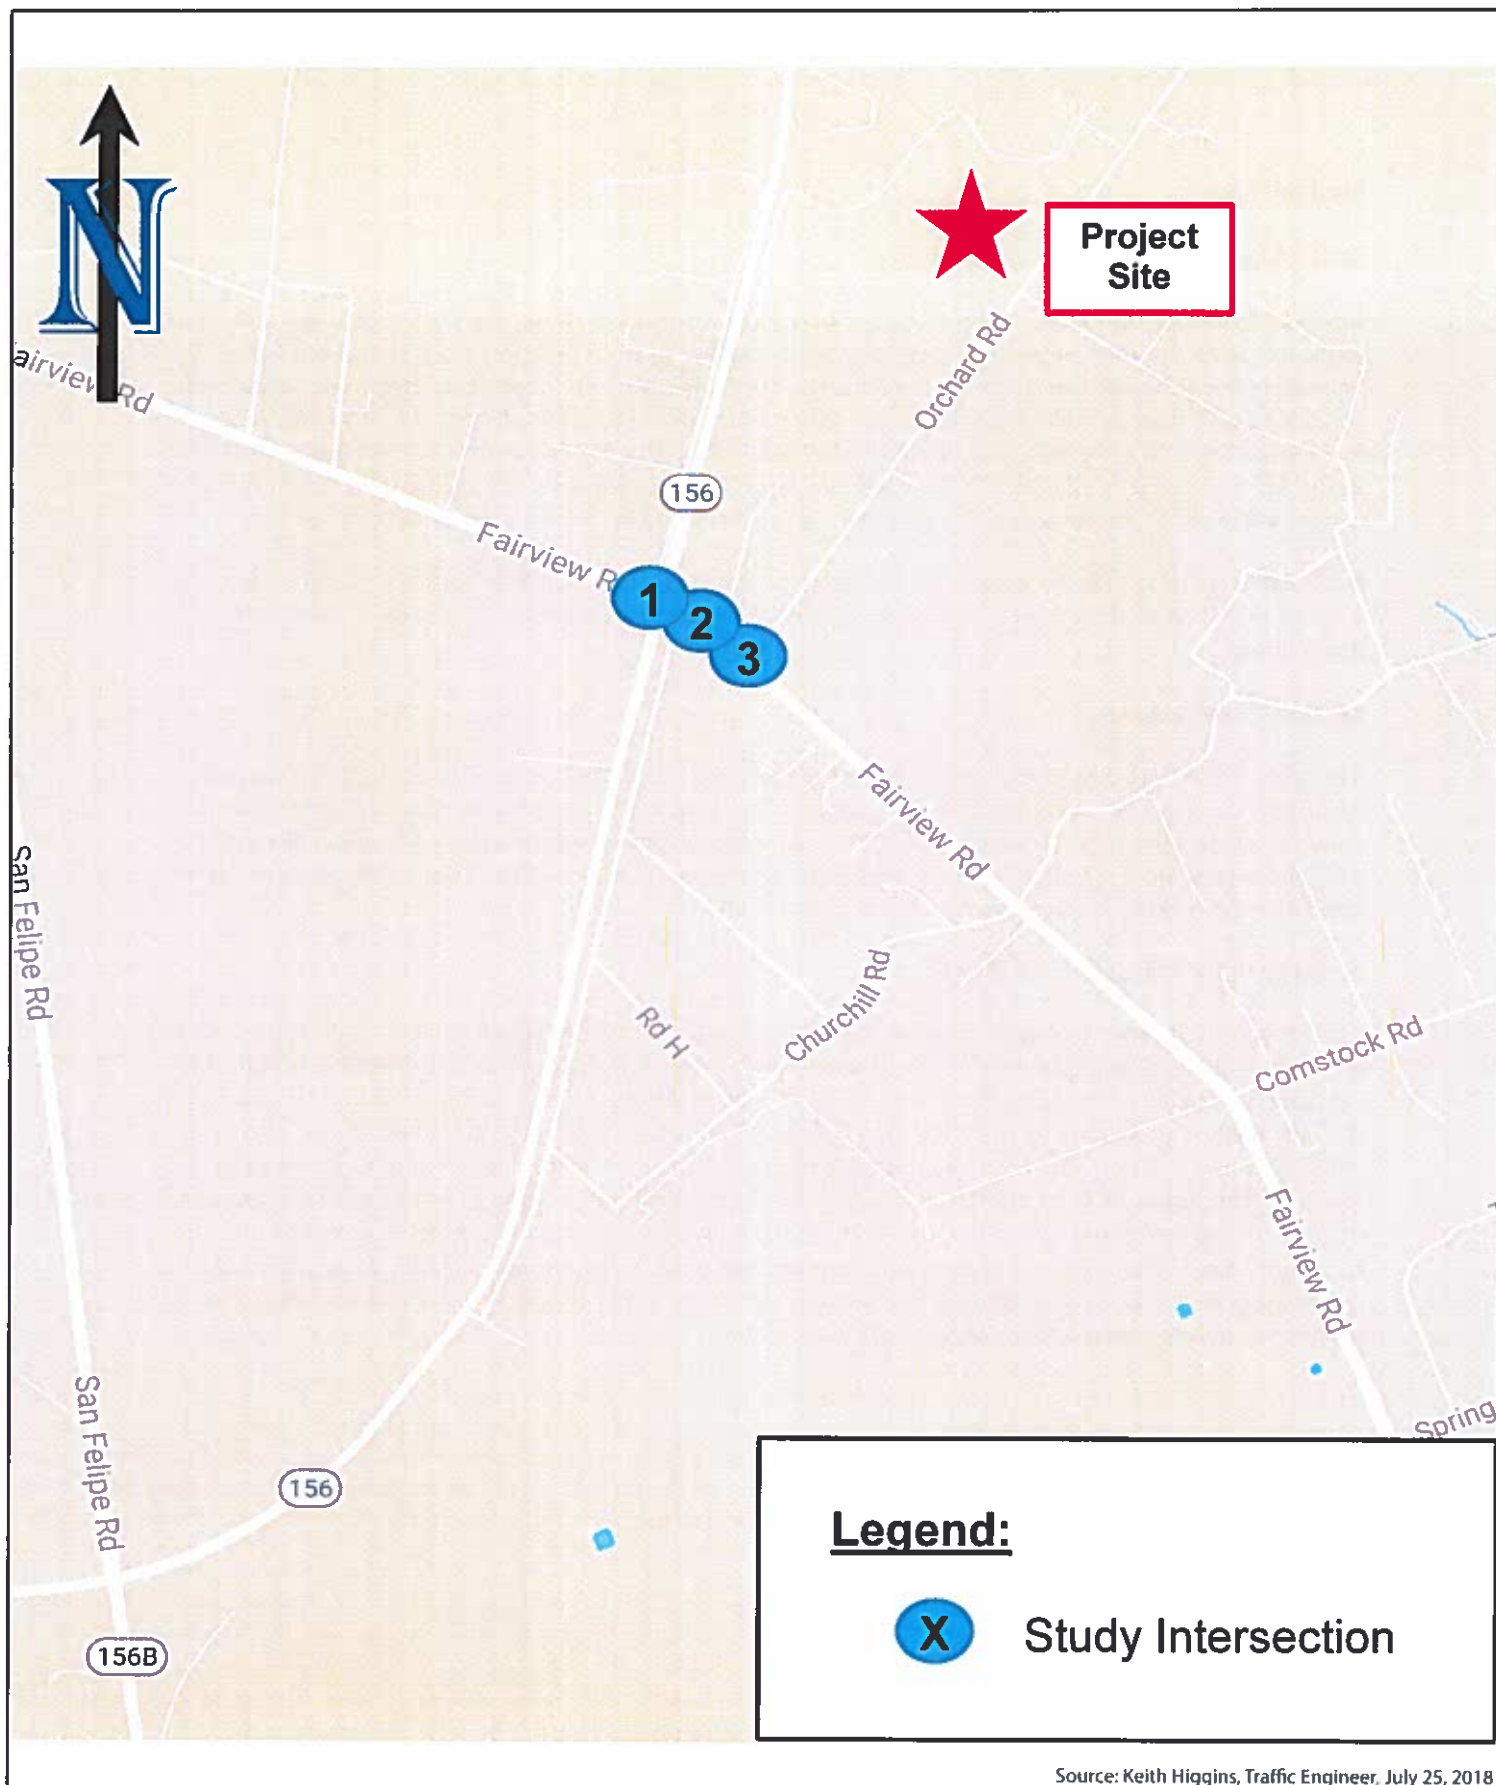 N
Project
Site
airview Rd
Orchard Rd
156
Fairview R
1
2
3
Fairview Rd
San Felipe Rd
Churchill Rd
Rd H
Comstock Rd
Fairview Rd
San Felipe Rd
Spring
156
Legend:
X Study Intersection
156B
Source: Keith Higgins, Traffic Engineer, July 25, 2018